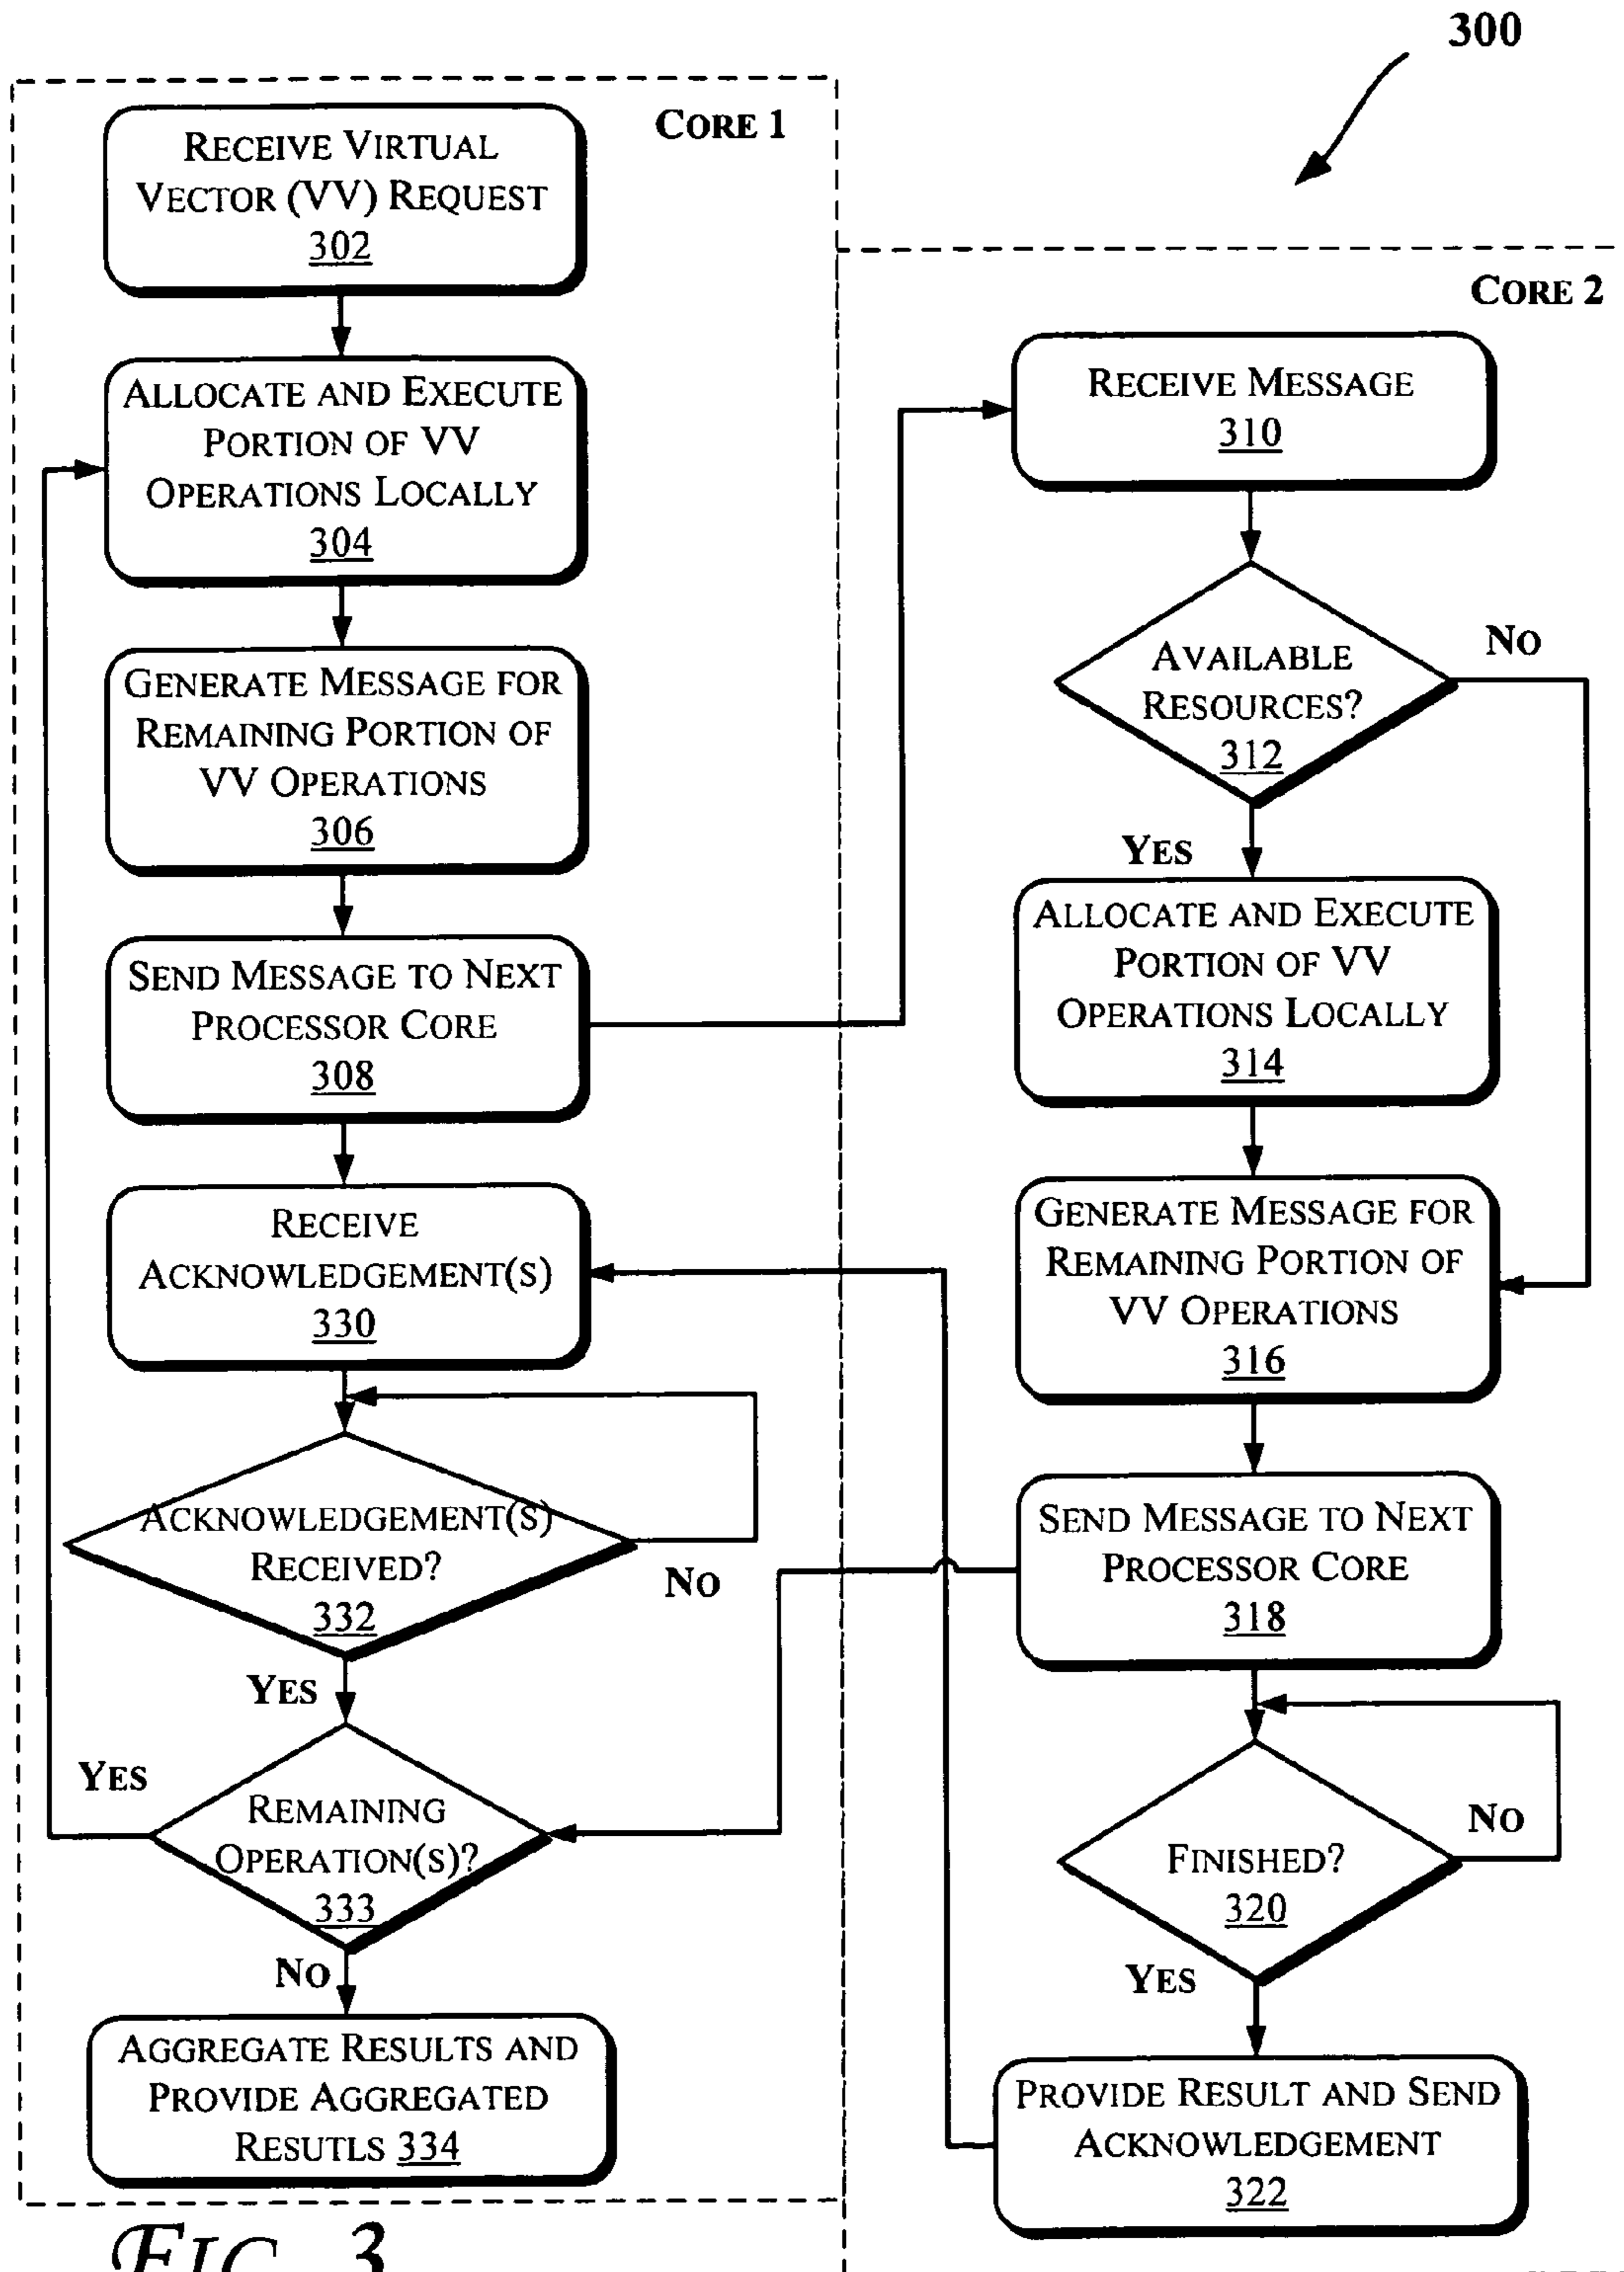 300
CORE 1
RECEIVE VIRTUAL
VECTOR (VV) REQUEST
302
ALLOCATE AND EXECUTE
PORTION OF VV
OPERATIONS LOCALLY
304
GENERATE MESSAGE FOR
REMAINING PORTION OF
VV OPERATIONS
306
SEND MESSAGE TO NEXT
PROCESSOR CORE
308
RECEIVE
ACKNOWLEDGEMENT(S)
330
ACKNOWLEDGEMENT(S)
RECEIVED?
332
NO
YES
REMAINING
OPERATION(S)?
333
YES
NO
AGGREGATE RESULTS AND
PROVIDE AGGREGATED
RESUTLS 334
CORE 2
RECEIVE MESSAGE
310
AVAILABLE
RESOURCES?
312
NO
YES
ALLOCATE AND EXECUTE
PORTION OF VV
OPERATIONS LOCALLY
314
GENERATE MESSAGE FOR
REMAINING PORTION OF
VV OPERATIONS
316
SEND MESSAGE TO NEXT
PROCESSOR CORE
318
FINISHED?
320
NO
YES
PROVIDE RESULT AND SEND
ACKNOWLEDGEMENT
322
FIG. 3